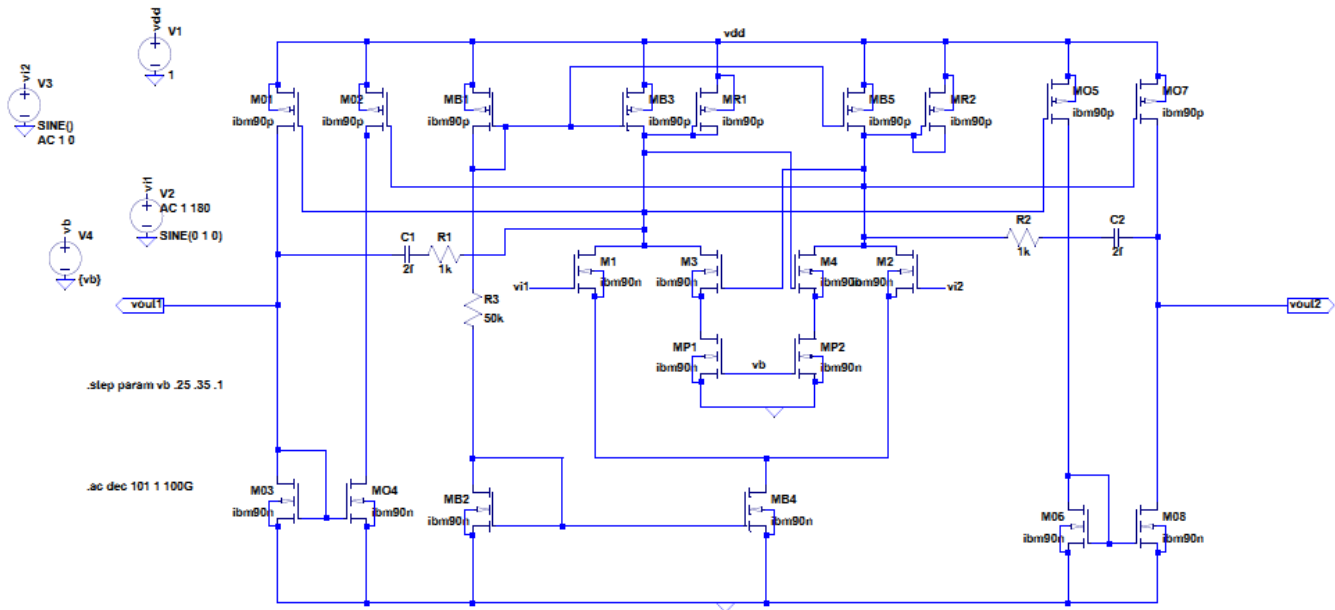 vdd
V1
1
vi2
V3
SINE()
AC 1 0
vi1
V2
AC 1 180
SINE(0 1 0)
vb
V4
{vb}
vdd
M01
ibm90p
M02
ibm90p
MB1
ibm90p
MB3
ibm90p
MR1
ibm90p
MB5
ibm90p
MR2
ibm90p
MO5
ibm90p
MO7
ibm90p
C1
2f
R1
1k
R2
1k
C2
2f
R3
50k
M1
ibm90n
M3
ibm90n
M4
ibm90n
M2
ibm90n
vi1
vi2
vout1
vout2
MP1
ibm90n
vb
MP2
ibm90n
.step param vb .25 .35 .1
.ac dec 101 1 100G
M03
ibm90n
MO4
ibm90n
MB2
ibm90n
MB4
ibm90n
M06
ibm90n
M08
ibm90n